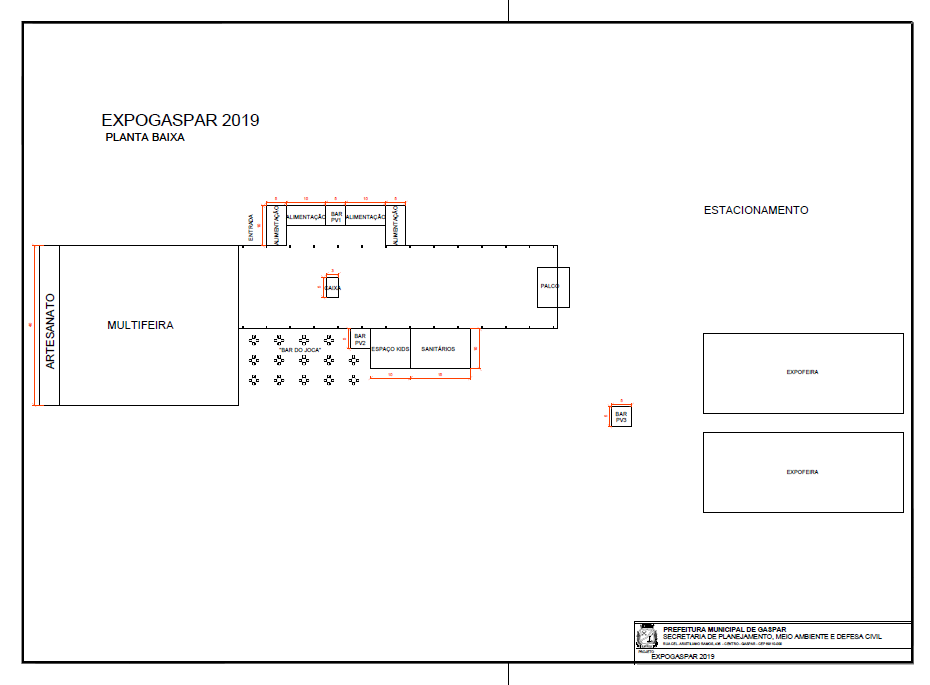 EXPOGASPAR 2019
PLANTA BAIXA
ESTACIONAMENTO
ENTRADA
ALIMENTAÇÃO
ALIMENTAÇÃO
BAR
PV1
ALIMENTAÇÃO
ALIMENTAÇÃO
ARTESANATO
MULTIFEIRA
CAIXA
PALCO
"BAR DO JOCA"
BAR
PV2
ESPAÇO KIDS
SANITÁRIOS
BAR
PV3
EXPOFEIRA
EXPOFEIRA
PREFEITURA MUNICIPAL DE GASPAR
SECRETARIA DE PLANEJAMENTO, MEIO AMBIENTE E DEFESA CIVIL
PROJETO
EXPOGASPAR 2019